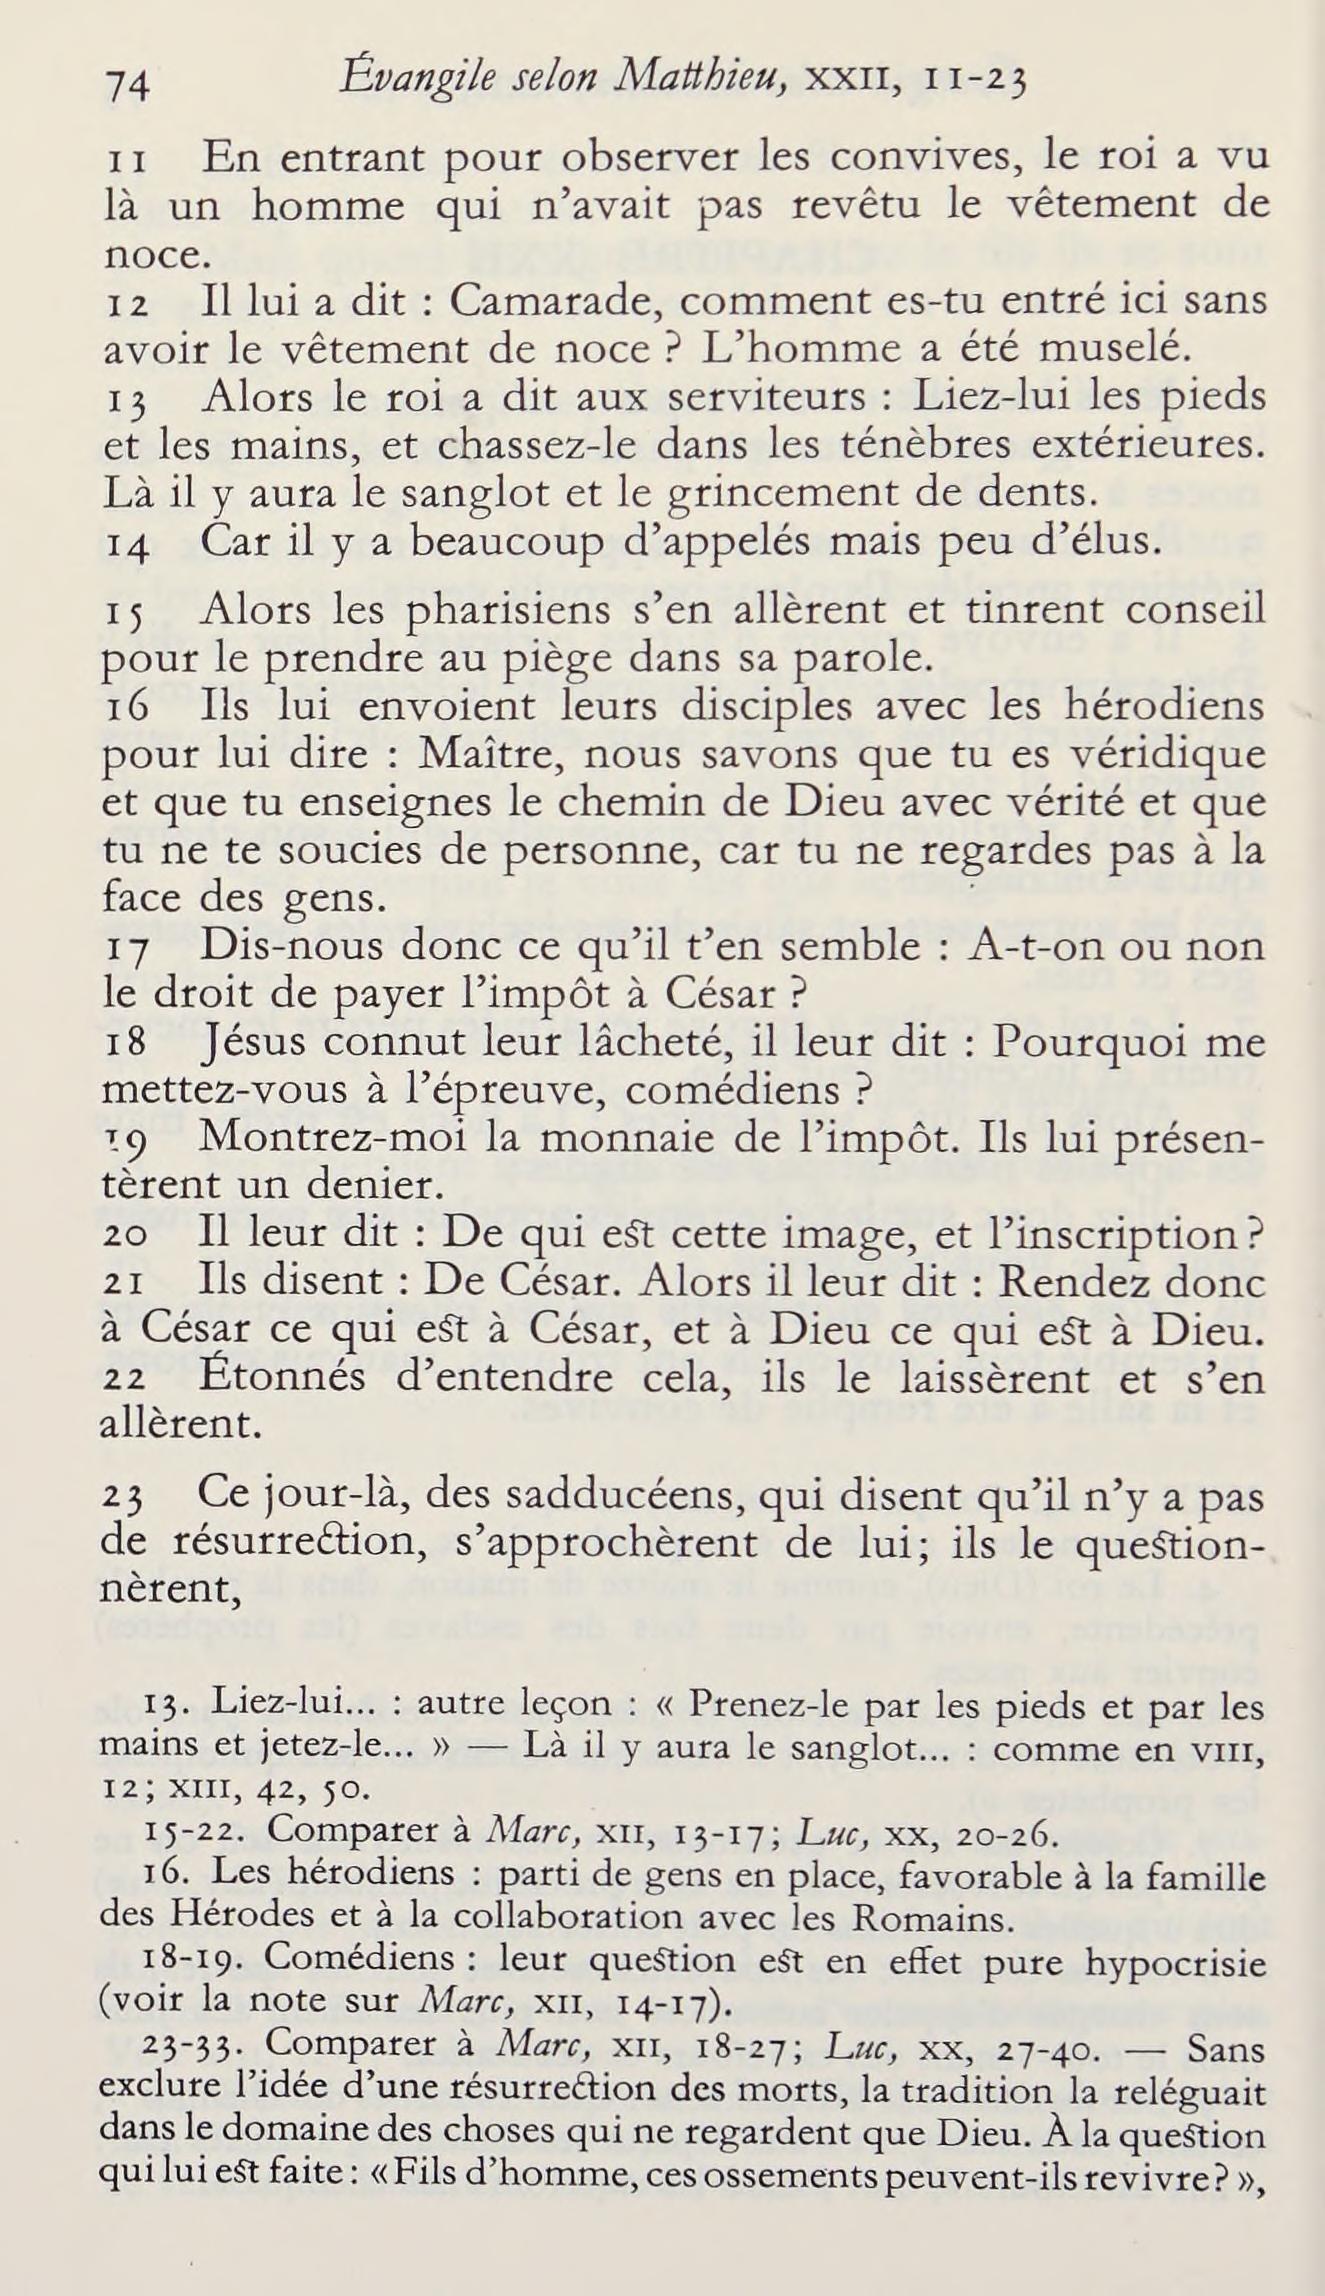 74 Évangile selon Matthieu, XXII, 11-23
11 En entrant pour observer les convives, le roi a vu
là un homme qui n’avait pas revêtu le vêtement de
noce.
12 Il lui a dit : Camarade, comment es-tu entré ici sans
avoir le vêtement de noce ? L’homme a été muselé.
13 Alors le roi a dit aux serviteurs : Liez-lui les pieds
et les mains, et chassez-le dans les ténèbres extérieures.
Là il y aura le sanglot et le grincement de dents.
14 Car il y a beaucoup d’appelés mais peu d’élus.
15 Alors les pharisiens s’en allèrent et tinrent conseil
pour le prendre au piège dans sa parole.
16 Ils lui envoient leurs disciples avec les hérodiens
pour lui dire : Maître, nous savons que tu es véridique
et que tu enseignes le chemin de Dieu avec vérité et que
tu ne te soucies de personne, car tu ne regardes pas à la
face des gens.
17 Dis-nous donc ce qu’il t’en semble : A-t-on ou non
le droit de payer l’impôt à César ?
18 Jésus connut leur lâcheté, il leur dit : Pourquoi me
mettez-vous à l’épreuve, comédiens ?
19 Montrez-moi la monnaie de l’impôt. Ils lui présen-
tèrent un denier.
20 Il leur dit : De qui est cette image, et l’inscription ?
21 Ils disent : De César. Alors il leur dit : Rendez donc
à César ce qui est à César, et à Dieu ce qui est à Dieu.
22 Étonnés d’entendre cela, ils le laissèrent et s’en
allèrent.
23 Ce jour-là, des sadducéens, qui disent qu’il n’y a pas
de résurrection, s’approchèrent de lui; ils le question-
nèrent,
13. Liez-lui... : autre leçon : « Prenez-le par les pieds et par les
mains et jetez-le... » — Là il y aura le sanglot... : comme en VIII,
12; XIII, 42, 50.
15-22. Comparer à Marc, XII, 13-17; Luc, XX, 20-26.
16. Les hérodiens : parti de gens en place, favorable à la famille
des Hérodes et à la collaboration avec les Romains.
18-19. Comédiens : leur question est en effet pure hypocrisie
(voir la note sur Marc, XII, 14-17).
23-33. Comparer à Marc, XII, 18-27; Luc, XX, 27-40. — Sans
exclure l’idée d’une résurrection des morts, la tradition la reléguait
dans le domaine des choses qui ne regardent que Dieu. À la question
qui lui est faite : « Fils d’homme, ces ossements peuvent-ils revivre? »,